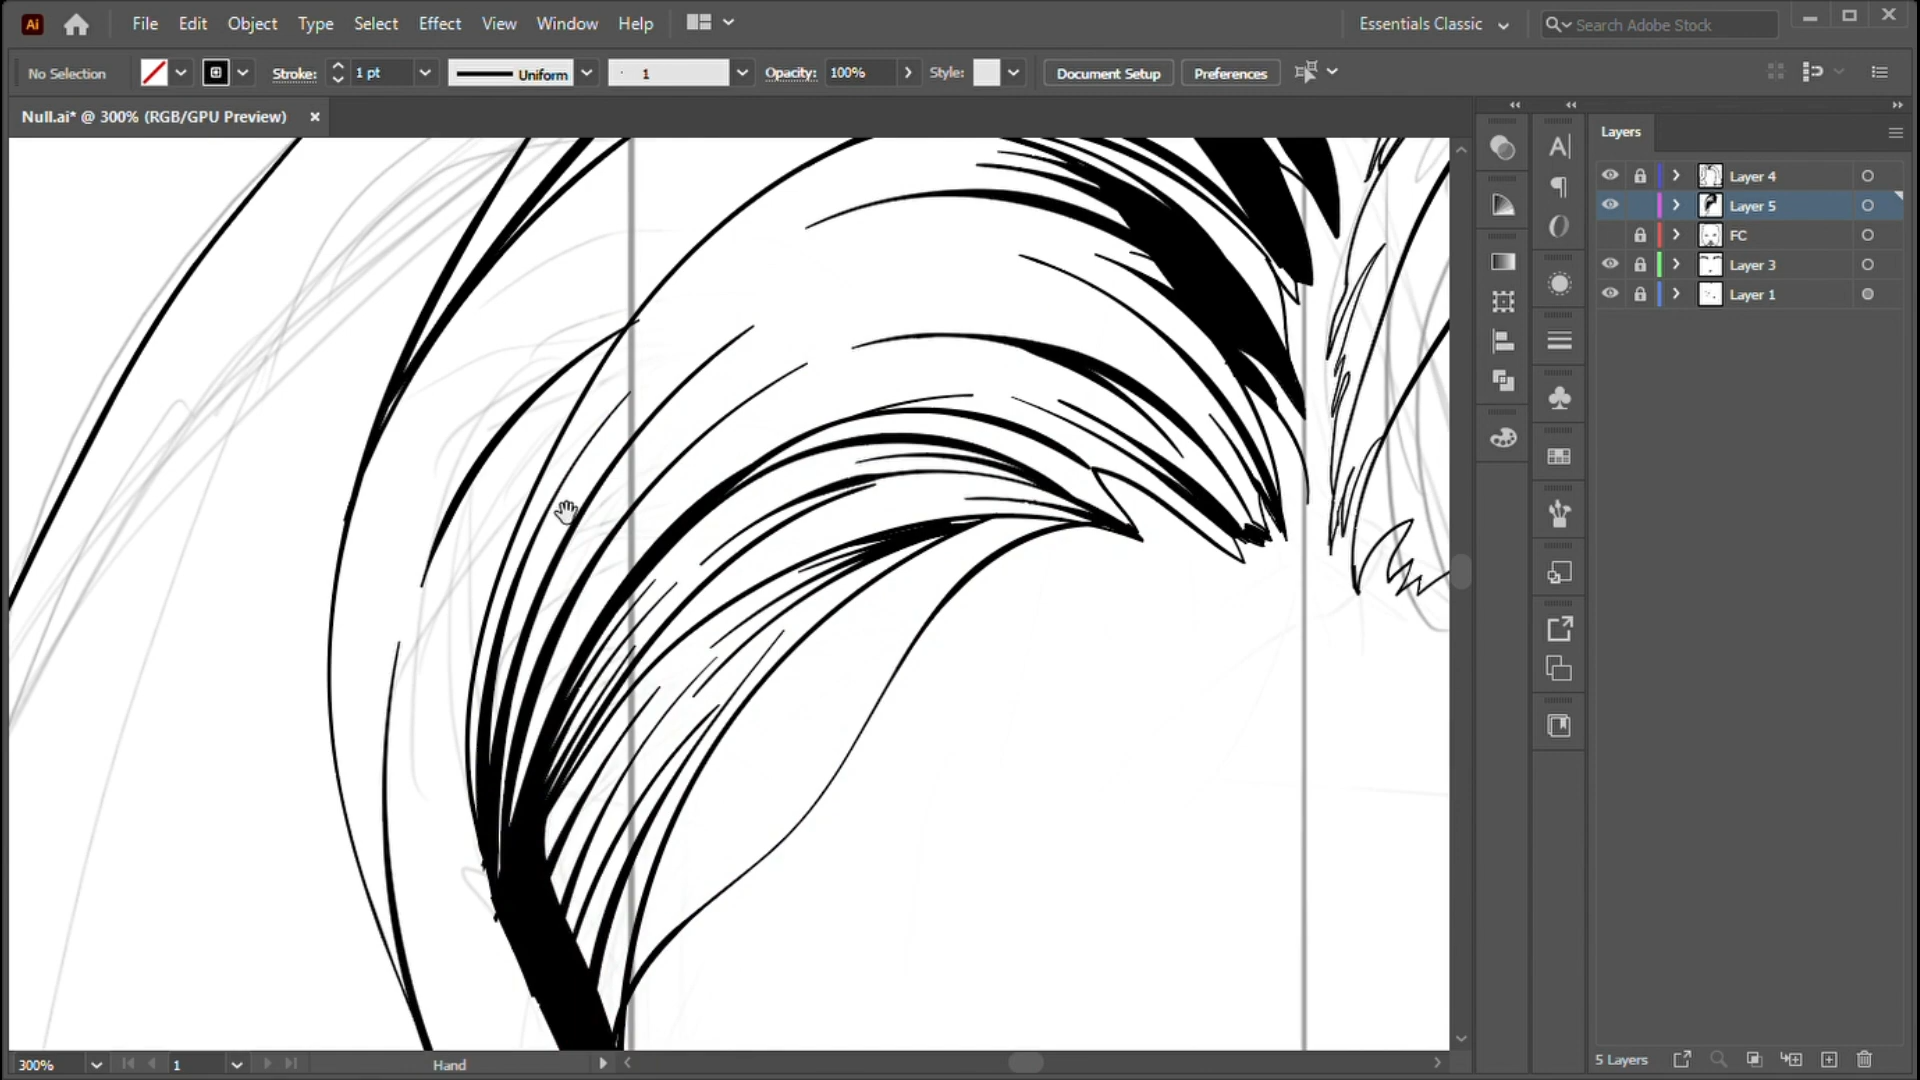 Ai File Edit Object Type Select Effect View Window Help Essentials Classic Search Adobe Stock
No Selection Stroke: 1 pt Uniform 1 Opacity: 100% Style: Document Setup Preferences
Null.ai* @ 300% (RGB/GPU Preview) ×
Layers
Layer 4
Layer 5
FC
Layer 3
Layer 1
300% 1 Hand 5 Layers